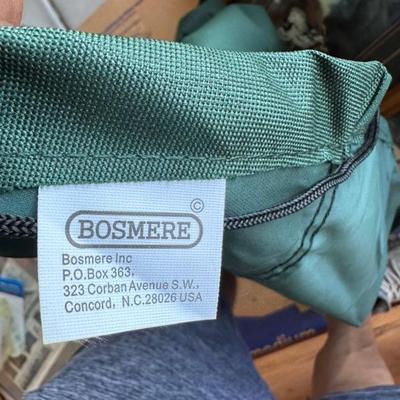 ©
BOSMERE
Bosmere Inc
P.O.Box 363,
323 Corban Avenue S.W.,
Concord, N.C.28026 USA